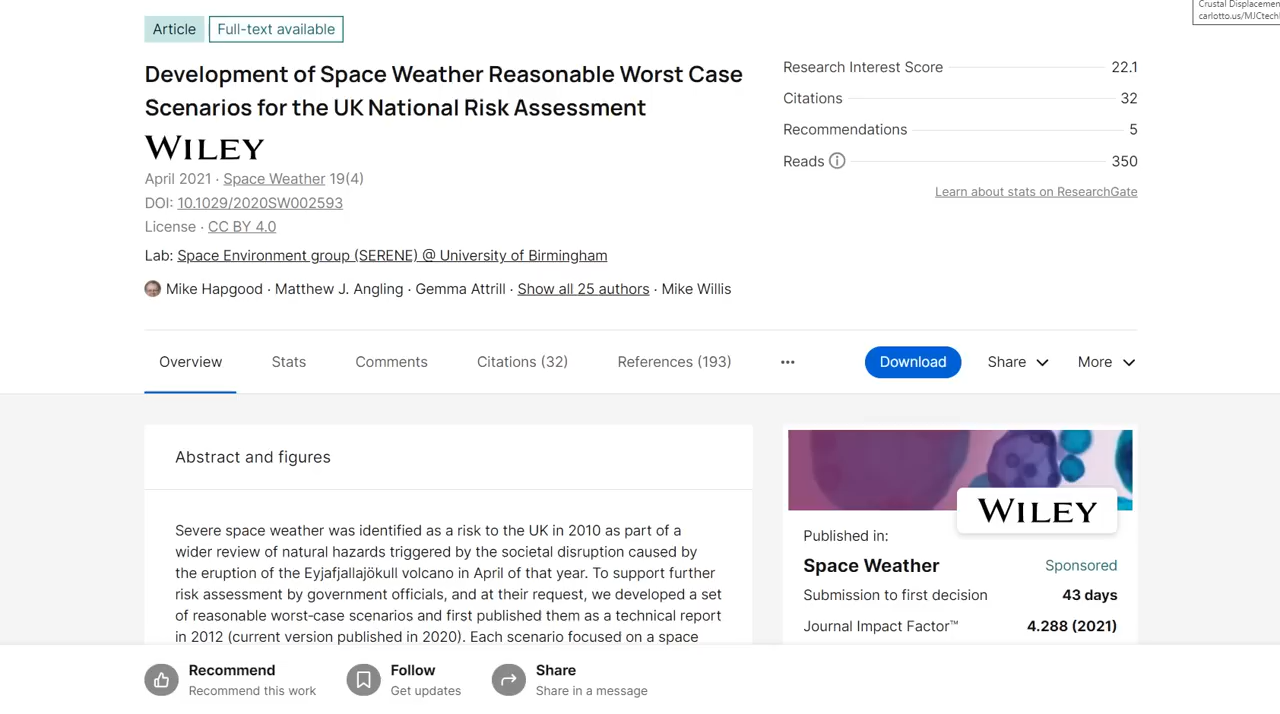 Crustal Displacemen
carlotto.us/MJCtech
Article
Full-text available
Development of Space Weather Reasonable Worst Case
Scenarios for the UK National Risk Assessment
WILEY
April 2021 · Space Weather 19(4)
DOI: 10.1029/2020SW002593
License · CC BY 4.0
Lab: Space Environment group (SERENE) @ University of Birmingham
Mike Hapgood · Matthew J. Angling · Gemma Attrill · Show all 25 authors · Mike Willis
Research Interest Score 22.1
Citations 32
Recommendations 5
Reads 350
Learn about stats on ResearchGate
Overview Stats Comments Citations (32) References (193) ••• Download Share More
Abstract and figures
Severe space weather was identified as a risk to the UK in 2010 as part of a
wider review of natural hazards triggered by the societal disruption caused by
the eruption of the Eyjafjallajökull volcano in April of that year. To support further
risk assessment by government officials, and at their request, we developed a set
of reasonable worst-case scenarios and first published them as a technical report
in 2012 (current version published in 2020). Each scenario focused on a space
WILEY
Published in:
Space Weather Sponsored
Submission to first decision 43 days
Journal Impact Factor™ 4.288 (2021)
Recommend
Recommend this work
Follow
Get updates
Share
Share in a message